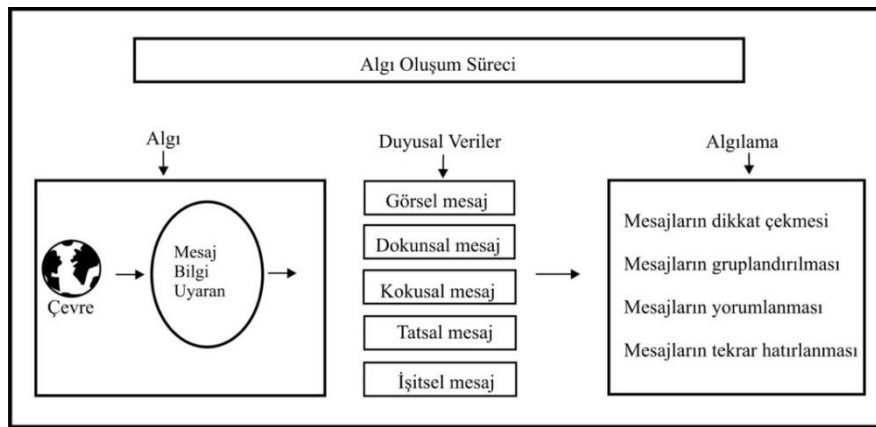 Algı Oluşum Süreci
Algı
Çevre
Mesaj
Bilgi
Uyaran
Duyusal Veriler
Görsel mesaj
Dokunsal mesaj
Kokusal mesaj
Tatsal mesaj
İşitsel mesaj
Algılama
Mesajların dikkat çekmesi
Mesajların gruplandırılması
Mesajların yorumlanması
Mesajların tekrar hatırlanması